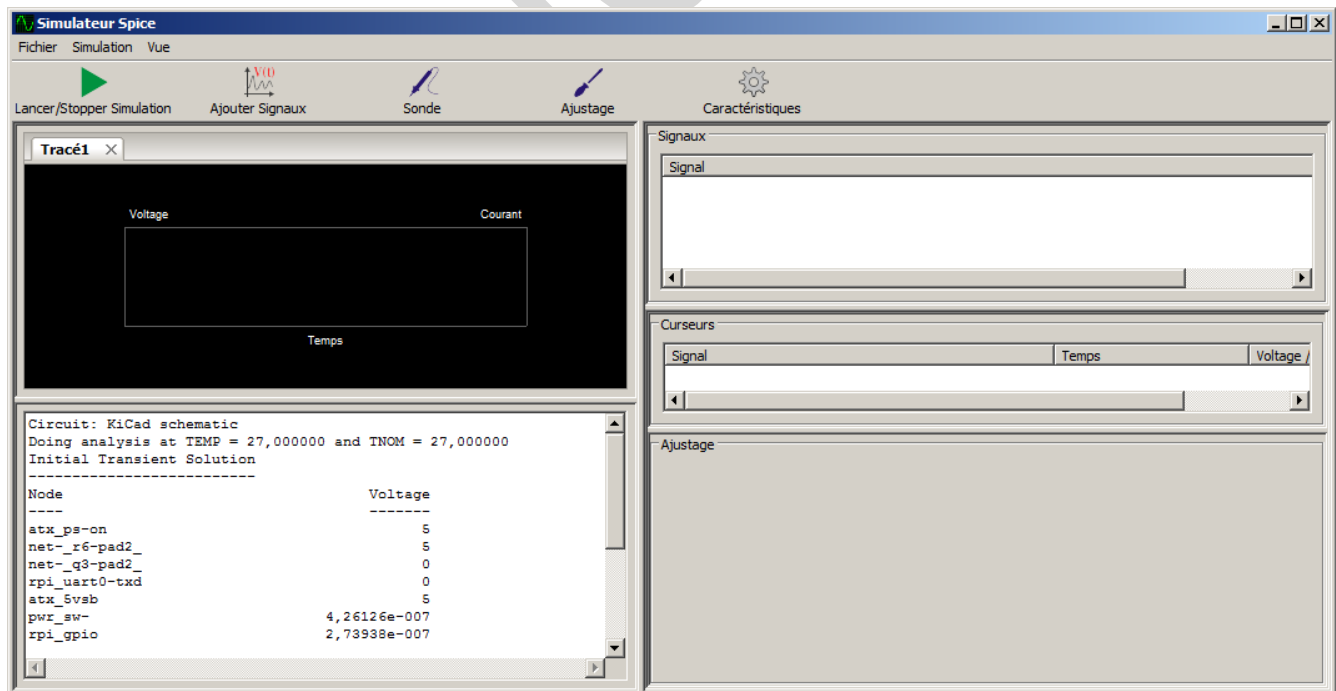 Simulateur Spice
Fichier Simulation Vue
V(t)
Lancer/Stopper Simulation Ajouter Signaux Sonde Ajustage Caractéristiques
Tracé1
Voltage Courant
Temps
Circuit: KiCad schematic
Doing analysis at TEMP = 27,000000 and TNOM = 27,000000
Initial Transient Solution
--------------------------
Node Voltage
---- -------
atx_ps-on 5
net-_r6-pad2_ 5
net-_q3-pad2_ 0
rpi_uart0-txd 0
atx_5vsb 5
pwr_sw- 4,26126e-007
rpi_gpio 2,73938e-007
Signaux
Signal
Curseurs
Signal Temps Voltage /
Ajustage